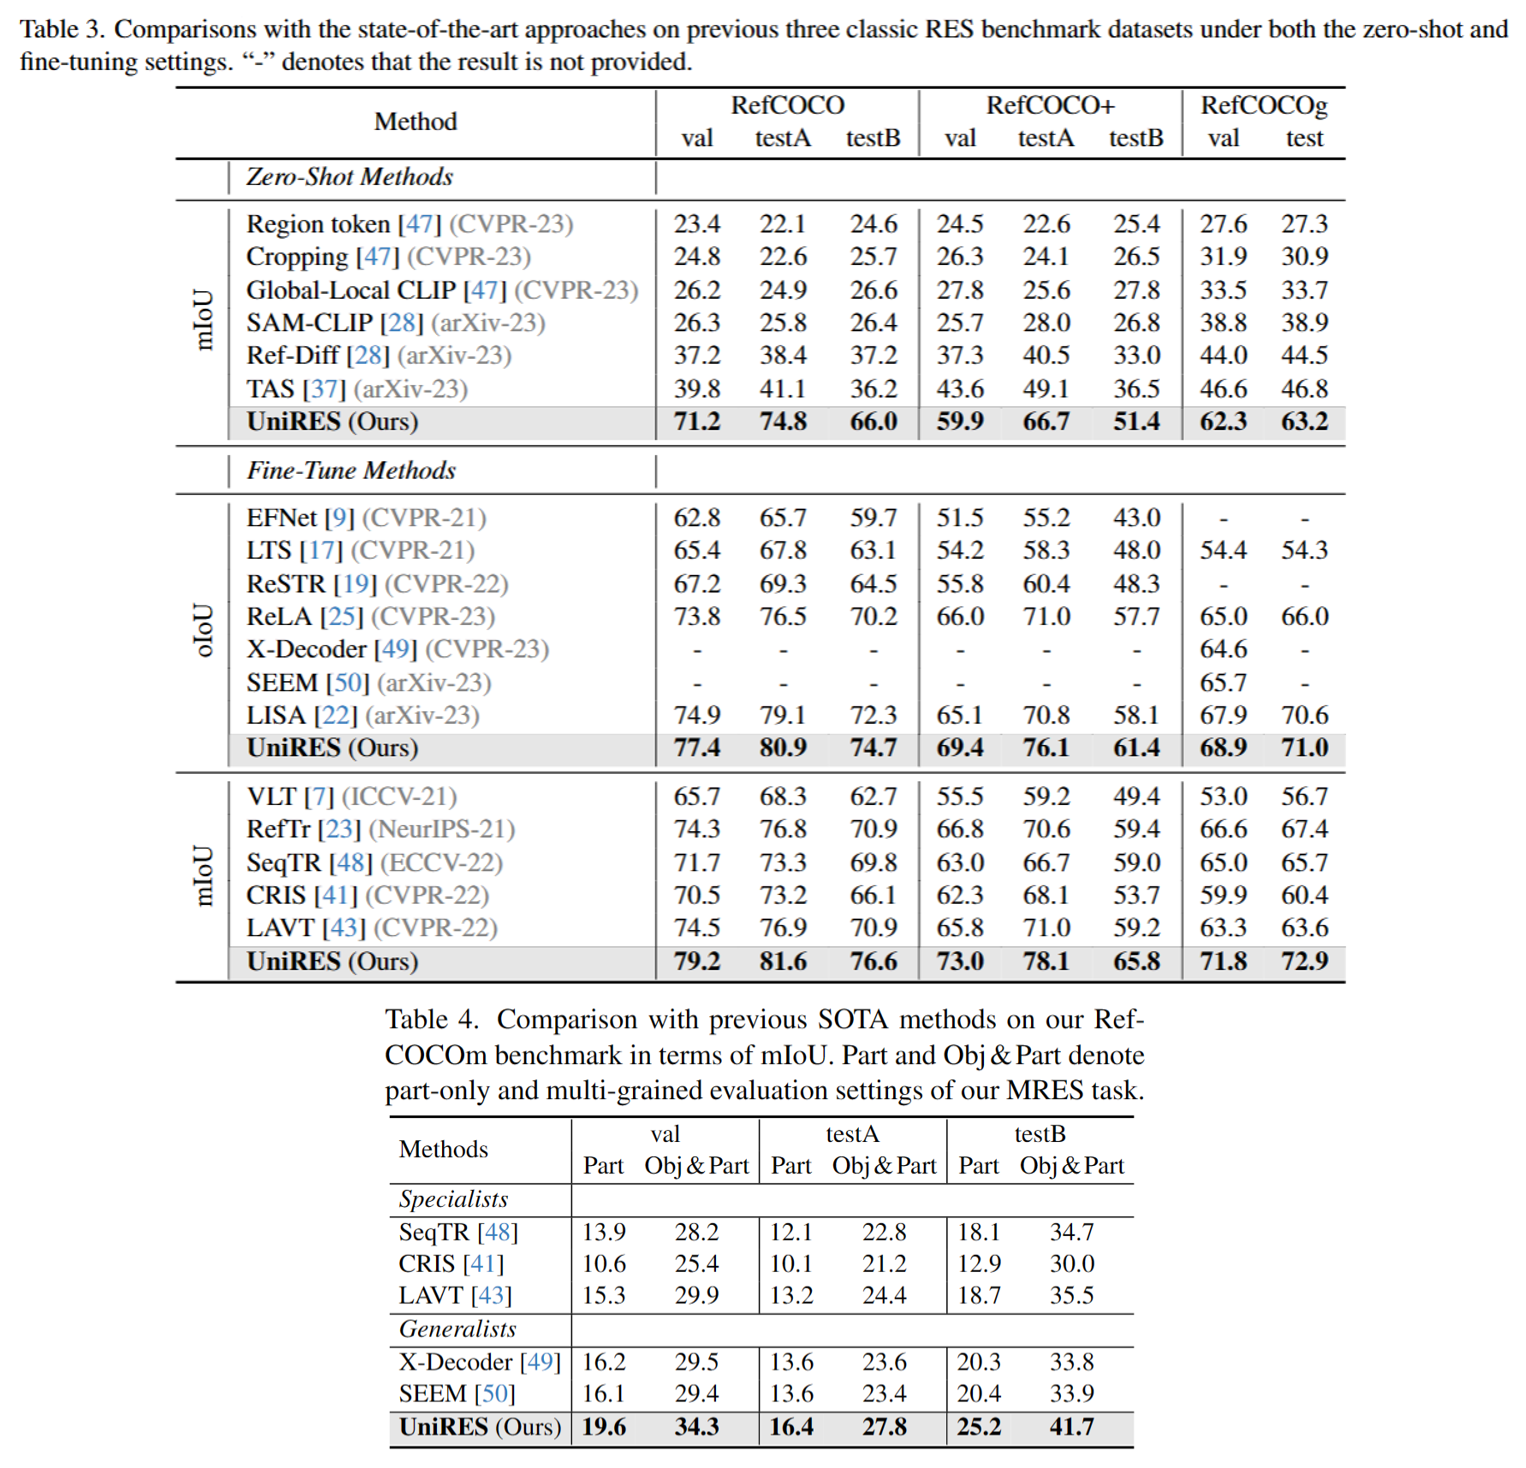 Table 3. Comparisons with the state-of-the-art approaches on previous three classic RES benchmark datasets under both the zero-shot and
fine-tuning settings. “-” denotes that the result is not provided.
Method RefCOCO RefCOCO+ RefCOCOg
val testA testB val testA testB val test
Zero-Shot Methods
mIoU
Region token [47] (CVPR-23) 23.4 22.1 24.6 24.5 22.6 25.4 27.6 27.3
Cropping [47] (CVPR-23) 24.8 22.6 25.7 26.3 24.1 26.5 31.9 30.9
Global-Local CLIP [47] (CVPR-23) 26.2 24.9 26.6 27.8 25.6 27.8 33.5 33.7
SAM-CLIP [28] (arXiv-23) 26.3 25.8 26.4 25.7 28.0 26.8 38.8 38.9
Ref-Diff [28] (arXiv-23) 37.2 38.4 37.2 37.3 40.5 33.0 44.0 44.5
TAS [37] (arXiv-23) 39.8 41.1 36.2 43.6 49.1 36.5 46.6 46.8
UniRES (Ours) 71.2 74.8 66.0 59.9 66.7 51.4 62.3 63.2
Fine-Tune Methods
oIoU
EFNet [9] (CVPR-21) 62.8 65.7 59.7 51.5 55.2 43.0 - -
LTS [17] (CVPR-21) 65.4 67.8 63.1 54.2 58.3 48.0 54.4 54.3
ReSTR [19] (CVPR-22) 67.2 69.3 64.5 55.8 60.4 48.3 - -
ReLA [25] (CVPR-23) 73.8 76.5 70.2 66.0 71.0 57.7 65.0 66.0
X-Decoder [49] (CVPR-23) - - - - - - 64.6 -
SEEM [50] (arXiv-23) - - - - - - 65.7 -
LISA [22] (arXiv-23) 74.9 79.1 72.3 65.1 70.8 58.1 67.9 70.6
UniRES (Ours) 77.4 80.9 74.7 69.4 76.1 61.4 68.9 71.0
mIoU
VLT [7] (ICCV-21) 65.7 68.3 62.7 55.5 59.2 49.4 53.0 56.7
RefTr [23] (NeurIPS-21) 74.3 76.8 70.9 66.8 70.6 59.4 66.6 67.4
SeqTR [48] (ECCV-22) 71.7 73.3 69.8 63.0 66.7 59.0 65.0 65.7
CRIS [41] (CVPR-22) 70.5 73.2 66.1 62.3 68.1 53.7 59.9 60.4
LAVT [43] (CVPR-22) 74.5 76.9 70.9 65.8 71.0 59.2 63.3 63.6
UniRES (Ours) 79.2 81.6 76.6 73.0 78.1 65.8 71.8 72.9
Table 4. Comparison with previous SOTA methods on our Ref-
COCOm benchmark in terms of mIoU. Part and Obj & Part denote
part-only and multi-grained evaluation settings of our MRES task.
Methods val testA testB
Part Obj & Part Part Obj & Part Part Obj & Part
Specialists
SeqTR [48] 13.9 28.2 12.1 22.8 18.1 34.7
CRIS [41] 10.6 25.4 10.1 21.2 12.9 30.0
LAVT [43] 15.3 29.9 13.2 24.4 18.7 35.5
Generalists
X-Decoder [49] 16.2 29.5 13.6 23.6 20.3 33.8
SEEM [50] 16.1 29.4 13.6 23.4 20.4 33.9
UniRES (Ours) 19.6 34.3 16.4 27.8 25.2 41.7